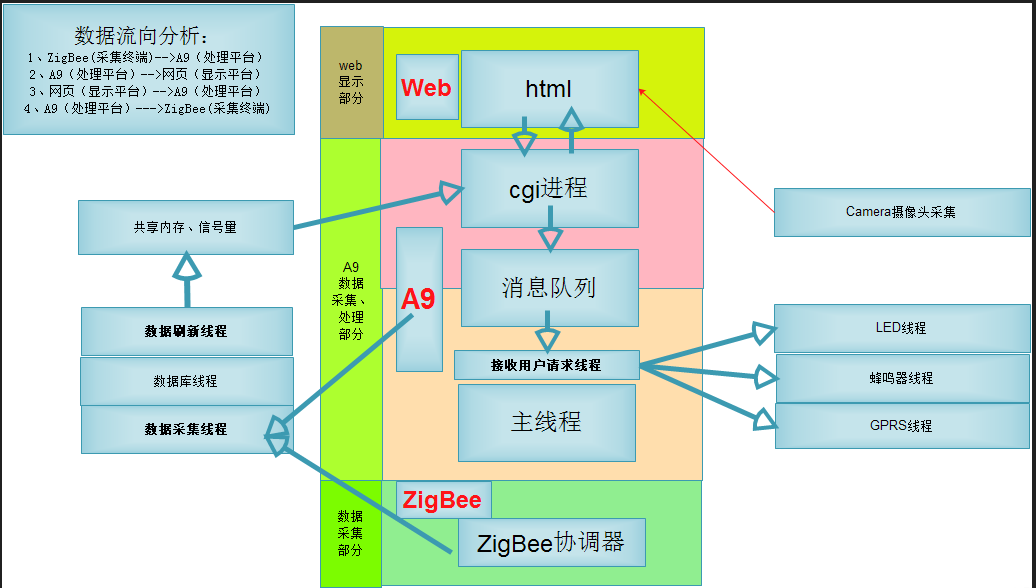 数据流向分析：
1、ZigBee(采集终端)-->A9（处理平台）
2、A9（处理平台）-->网页（显示平台）
3、网页（显示平台）-->A9（处理平台）
4、A9（处理平台）--->ZigBee(采集终端)
web
显示
部分
Web
html
cgi进程
Camera摄像头采集
共享内存、信号量
A9
数据
采集、
处理
部分
A9
消息队列
数据刷新线程
数据库线程
数据采集线程
接收用户请求线程
主线程
LED线程
蜂鸣器线程
GPRS线程
数据
采集
部分
ZigBee
ZigBee协调器